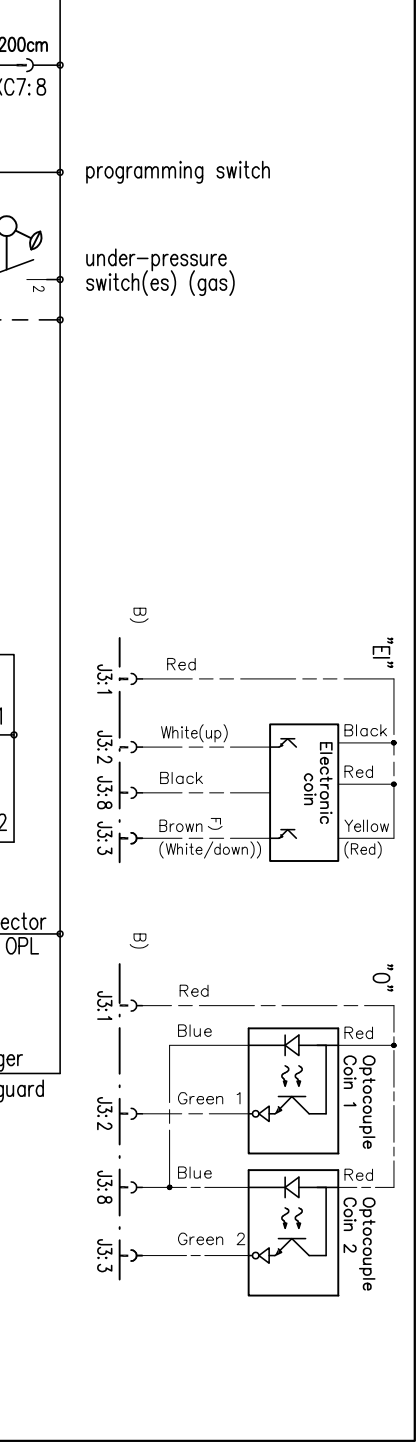 200cm
XC7:8
programming switch
under-pressure
switch(es) (gas)
2
B)
"El"
J3:1
Red
J3:2
White(up)
J3:8
Black
J3:3
Brown F)
(White/down))
Electronic
coin
Black
Red
Yellow
(Red)
1
2
ector
OPL
ger
guard
B)
"O"
J3:1
Red
Blue
Red
Optocouple
Coin 1
J3:2
Green 1
J3:8
Blue
Red
Optocouple
Coin 2
J3:3
Green 2